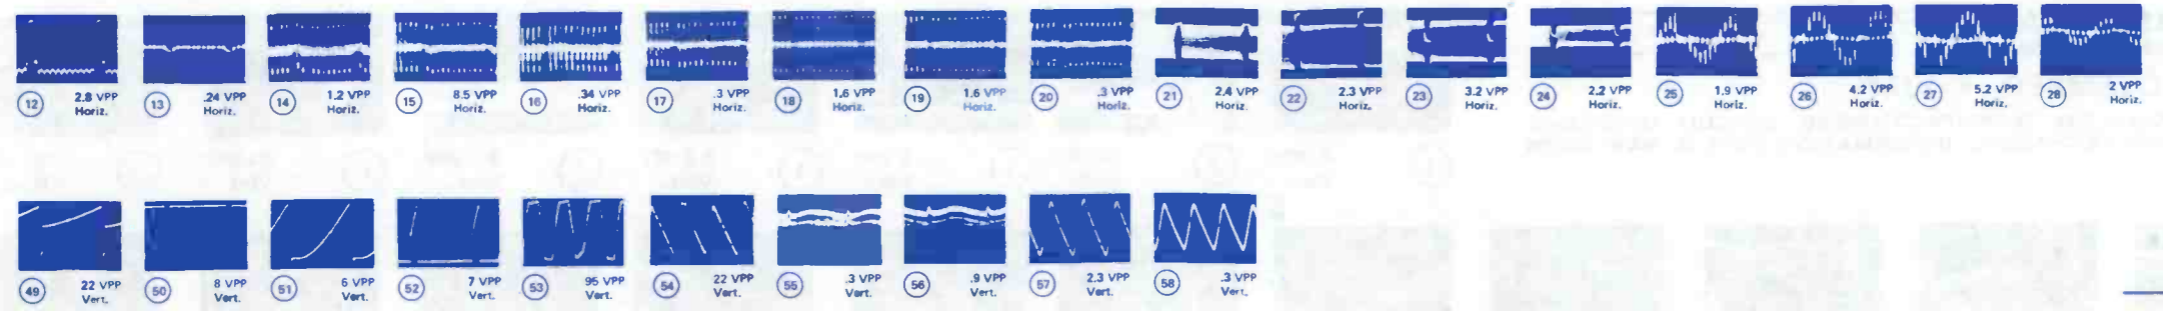 12 2.8 VPP
Horiz.
13 .24 VPP
Horiz.
14 1.2 VPP
Horiz.
15 8.5 VPP
Horiz.
16 .34 VPP
Horiz.
17 .3 VPP
Horiz.
18 1.6 VPP
Horiz.
19 1.6 VPP
Horiz.
20 .3 VPP
Horiz.
21 2.4 VPP
Horiz.
22 2.3 VPP
Horiz.
23 3.2 VPP
Horiz.
24 2.2 VPP
Horiz.
25 1.9 VPP
Horiz.
26 4.2 VPP
Horiz.
27 5.2 VPP
Horiz.
28 2 VPP
Horiz.
49 22 VPP
Vert.
50 8 VPP
Vert.
51 6 VPP
Vert.
52 7 VPP
Vert.
53 95 VPP
Vert.
54 22 VPP
Vert.
55 .3 VPP
Vert.
56 .9 VPP
Vert.
57 2.3 VPP
Vert.
58 .3 VPP
Vert.